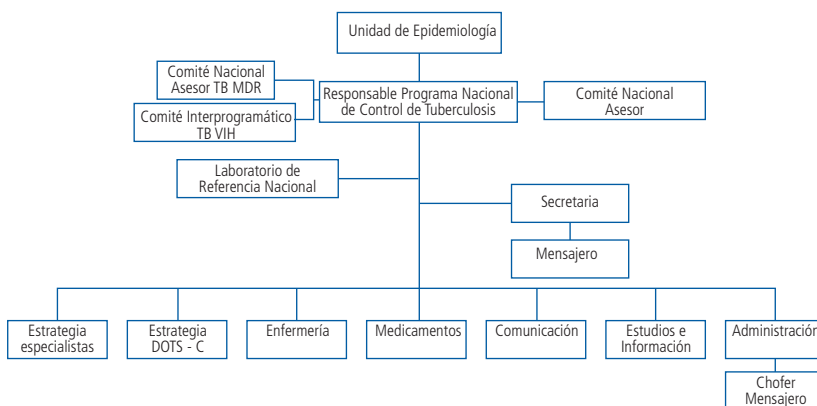 Unidad de Epidemiología
Comité Nacional
Asesor TB MDR
Responsable Programa Nacional
de Control de Tuberculosis
Comité Nacional
Asesor
Comité Interprogramático
TB VIH
Laboratorio de
Referencia Nacional
Secretaria
Mensajero
Estrategia
especialistas
Estrategia
DOTS - C
Enfermería
Medicamentos
Comunicación
Estudios e
Información
Administración
Chofer
Mensajero